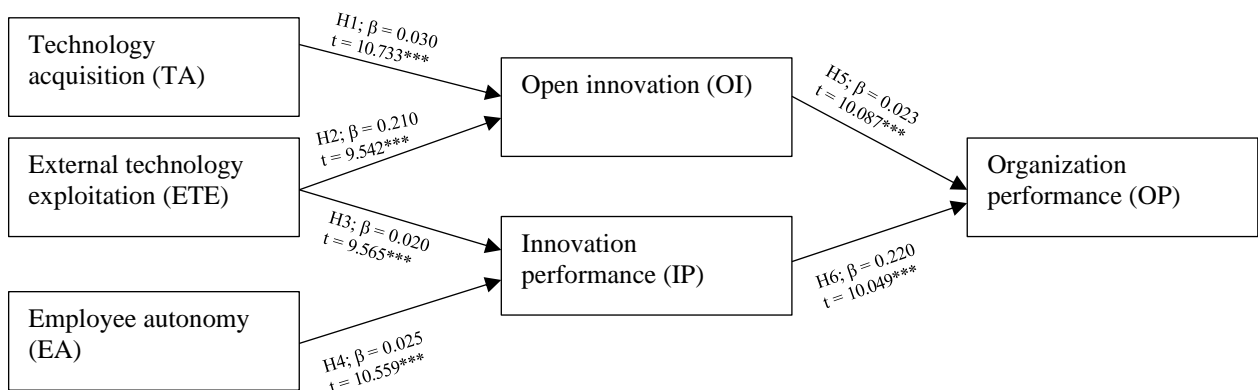 Technology
acquisition (TA)
H1; β = 0.030
t = 10.733***
Open innovation (OI)
H5; β = 0.023
t = 10.087***
External technology
exploitation (ETE)
H2; β = 0.210
t = 9.542***
H3; β = 0.020
t = 9.565***
Innovation
performance (IP)
Organization
performance (OP)
H6; β = 0.220
t = 10.049***
Employee autonomy
(EA)
H4; β = 0.025
t = 10.559***